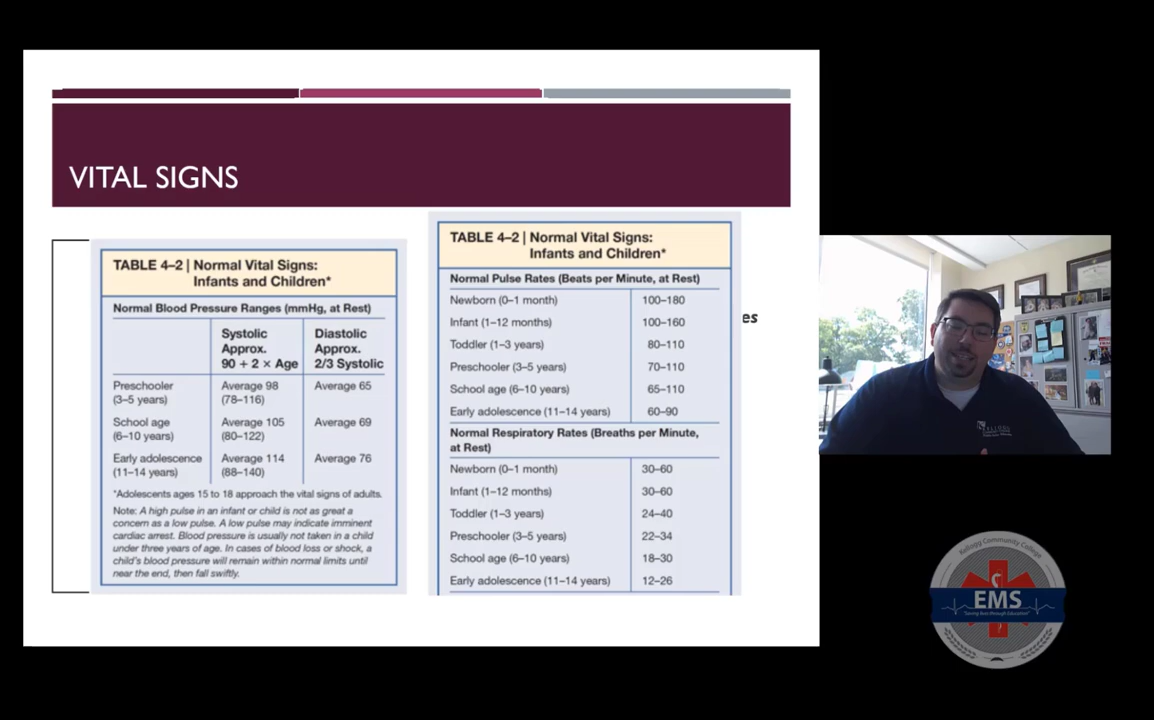 VITAL SIGNS
TABLE 4–2 | Normal Vital Signs:
Infants and Children*
Normal Blood Pressure Ranges (mmHg, at Rest)
Systolic Approx. 90 + 2 × Age
Diastolic Approx. 2/3 Systolic
Preschooler (3–5 years) Average 98 (78–116) Average 65
School age (6–10 years) Average 105 (80–122) Average 69
Early adolescence (11–14 years) Average 114 (88–140) Average 76
*Adolescents ages 15 to 18 approach the vital signs of adults.
Note: A high pulse in an infant or child is not as great a
concern as a low pulse. A low pulse may indicate imminent
cardiac arrest. Blood pressure is usually not taken in a child
under three years of age. In cases of blood loss or shock, a
child's blood pressure will remain within normal limits until
near the end, then fall swiftly.
TABLE 4–2 | Normal Vital Signs:
Infants and Children*
Normal Pulse Rates (Beats per Minute, at Rest)
Newborn (0–1 month) 100–180
Infant (1–12 months) 100–160
Toddler (1–3 years) 80–110
Preschooler (3–5 years) 70–110
School age (6–10 years) 65–110
Early adolescence (11–14 years) 60–90
Normal Respiratory Rates (Breaths per Minute,
at Rest)
Newborn (0–1 month) 30–60
Infant (1–12 months) 30–60
Toddler (1–3 years) 24–40
Preschooler (3–5 years) 22–34
School age (6–10 years) 18–30
Early adolescence (11–14 years) 12–26
es
Kellogg Community College
EMS
"Saving lives through Education"